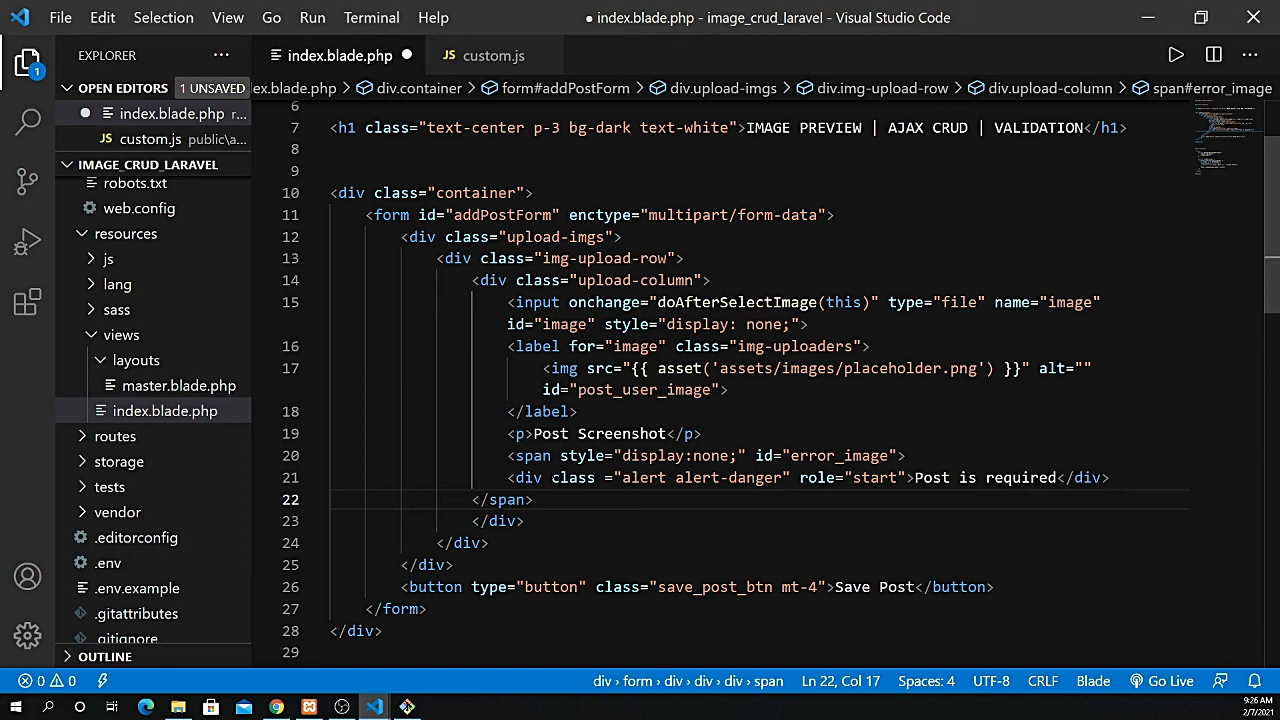 File Edit Selection View Go Run Terminal Help
● index.blade.php - image_crud_laravel - Visual Studio Code
EXPLORER ···
index.blade.php ●
JS custom.js
OPEN EDITORS 1 UNSAVED
● index.blade.php r...
JS custom.js public\a...
IMAGE_CRUD_LARAVEL
robots.txt
web.config
resources
js
lang
sass
views
layouts
master.blade.php
index.blade.php
routes
storage
tests
vendor
.editorconfig
.env
.env.example
.gitattributes
.gitignore
OUTLINE
1
ex.blade.php > div.container > form#addPostForm > div.upload-imgs > div.img-upload-row > div.upload-column > span#error_image
6
7 <h1 class="text-center p-3 bg-dark text-white">IMAGE PREVIEW | AJAX CRUD | VALIDATION</h1>
8
9
10 <div class="container">
11 <form id="addPostForm" enctype="multipart/form-data">
12 <div class="upload-imgs">
13 <div class="img-upload-row">
14 <div class="upload-column">
15 <input onchange="doAfterSelectImage(this)" type="file" name="image"
id="image" style="display: none;">
16 <label for="image" class="img-uploaders">
17 <img src="{{ asset('assets/images/placeholder.png') }}" alt=""
id="post_user_image">
18 </label>
19 <p>Post Screenshot</p>
20 <span style="display:none;" id="error_image">
21 <div class ="alert alert-danger" role="start">Post is required</div>
22 </span>
23 </div>
24 </div>
25 </div>
26 <button type="button" class="save_post_btn mt-4">Save Post</button>
27 </form>
28 </div>
29
0 0 div › form › div › div › div › span Ln 22, Col 17 Spaces: 4 UTF-8 CRLF Blade Go Live
9:26 AM
2/7/2021